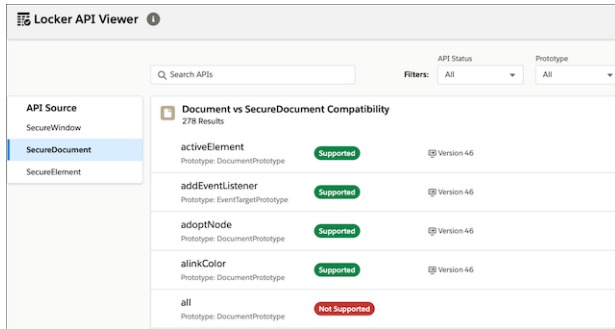 Locker API Viewer
API Status
Prototype
Search APIs
Filters:
All
All
API Source
SecureWindow
SecureDocument
SecureElement
Document vs SecureDocument Compatibility
278 Results
activeElement
Supported
Version 46
Prototype: DocumentPrototype
addEventListener
Supported
Version 46
Prototype: EventTargetPrototype
adoptNode
Supported
Version 46
Prototype: DocumentPrototype
alinkColor
Supported
Version 46
Prototype: DocumentPrototype
all
Not Supported
Prototype: DocumentPrototype